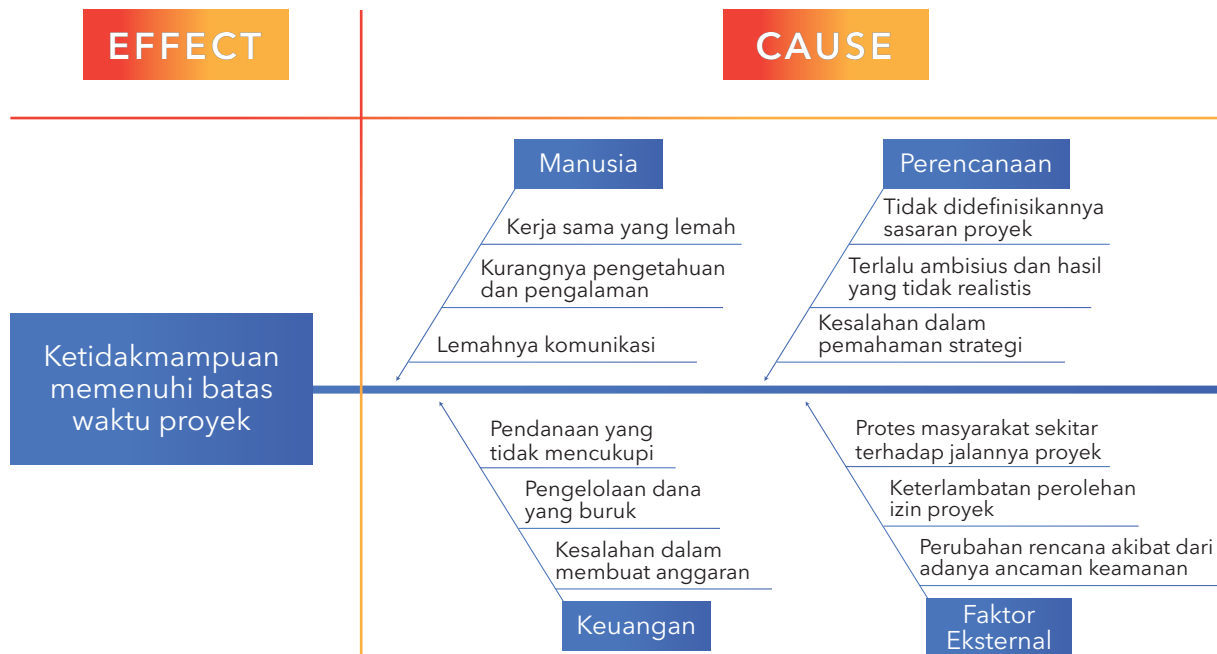 EFFECT
CAUSE
Manusia
Kerja sama yang lemah
Kurangnya pengetahuan
dan pengalaman
Lemahnya komunikasi
Perencanaan
Tidak didefinisikannya
sasaran proyek
Terlalu ambisius dan hasil
yang tidak realistis
Kesalahan dalam
pemahaman strategi
Ketidakmampuan
memenuhi batas
waktu proyek
Pendanaan yang
tidak mencukupi
Pengelolaan dana
yang buruk
Kesalahan dalam
membuat anggaran
Keuangan
Protes masyarakat sekitar
terhadap jalannya proyek
Keterlambatan perolehan
izin proyek
Perubahan rencana akibat dari
adanya ancaman keamanan
Faktor
Eksternal